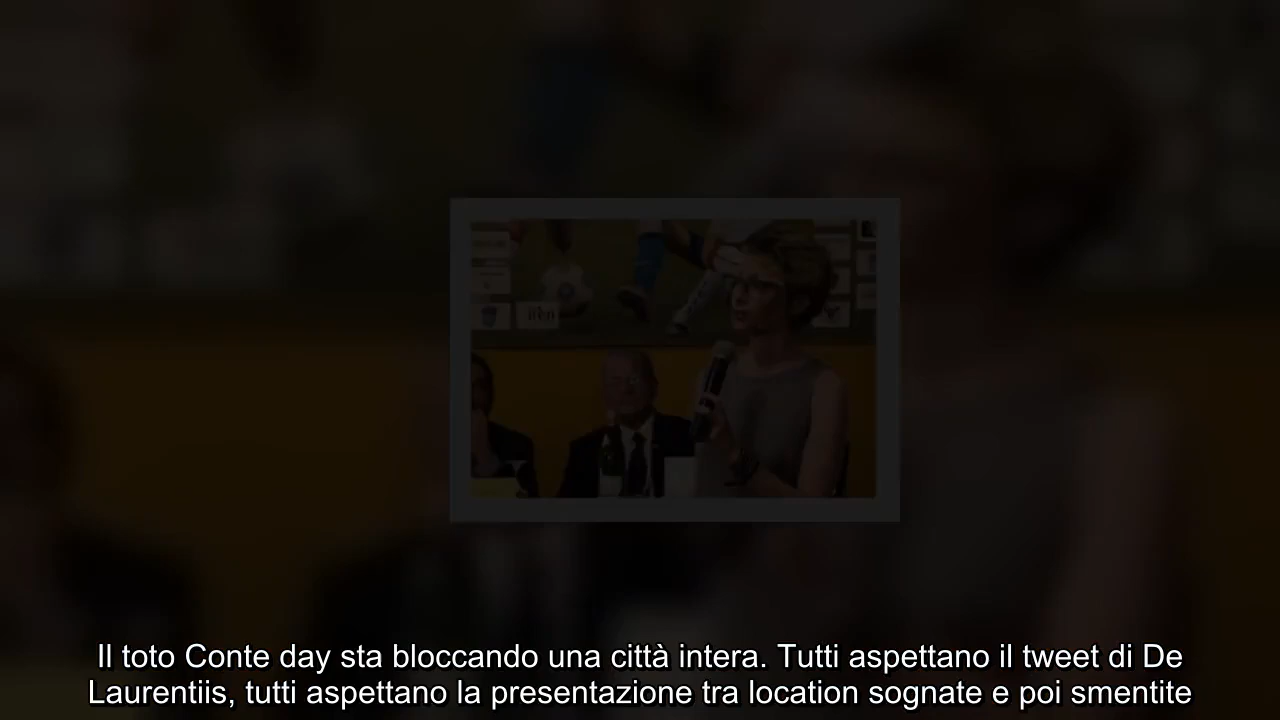 Il toto Conte day sta bloccando una città intera. Tutti aspettano il tweet di De
Laurentiis, tutti aspettano la presentazione tra location sognate e poi smentite